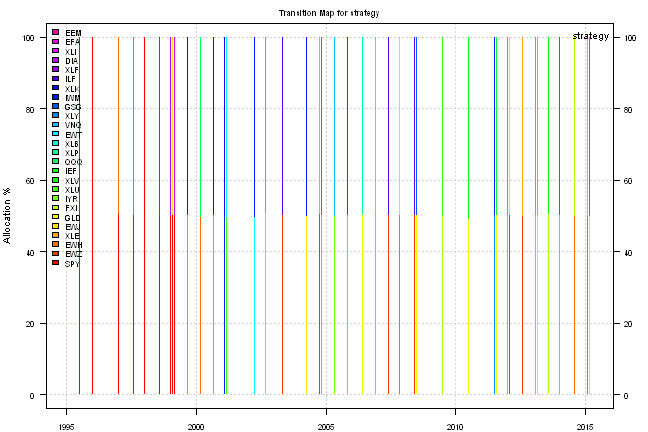 Transition Map for strategy
strategy
EEM
EFA
XLI
DIA
XLF
ILF
XLK
IWM
GSG
XLY
VNQ
EWT
XLB
XLP
QQQ
IEF
XLV
XLU
IYR
FXI
GLD
EWJ
XLE
EWH
EWZ
SPY
Allocation %
100
80
60
40
20
0
100
80
60
40
20
0
1995
2000
2005
2010
2015